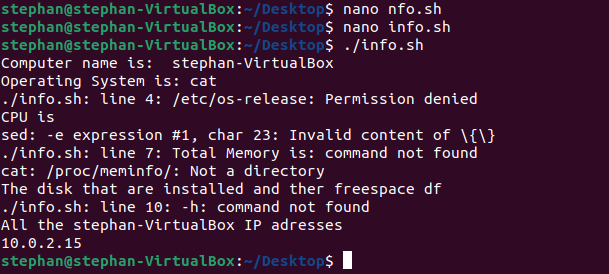 stephan@stephan-VirtualBox:~/Desktop$ nano nfo.sh
stephan@stephan-VirtualBox:~/Desktop$ nano info.sh
stephan@stephan-VirtualBox:~/Desktop$ ./info.sh
Computer name is:  stephan-VirtualBox
Operating System is: cat
./info.sh: line 4: /etc/os-release: Permission denied
CPU is
sed: -e expression #1, char 23: Invalid content of \{\}
./info.sh: line 7: Total Memory is: command not found
cat: /proc/meminfo/: Not a directory
The disk that are installed and ther freespace df
./info.sh: line 10: -h: command not found
All the stephan-VirtualBox IP adresses
10.0.2.15
stephan@stephan-VirtualBox:~/Desktop$